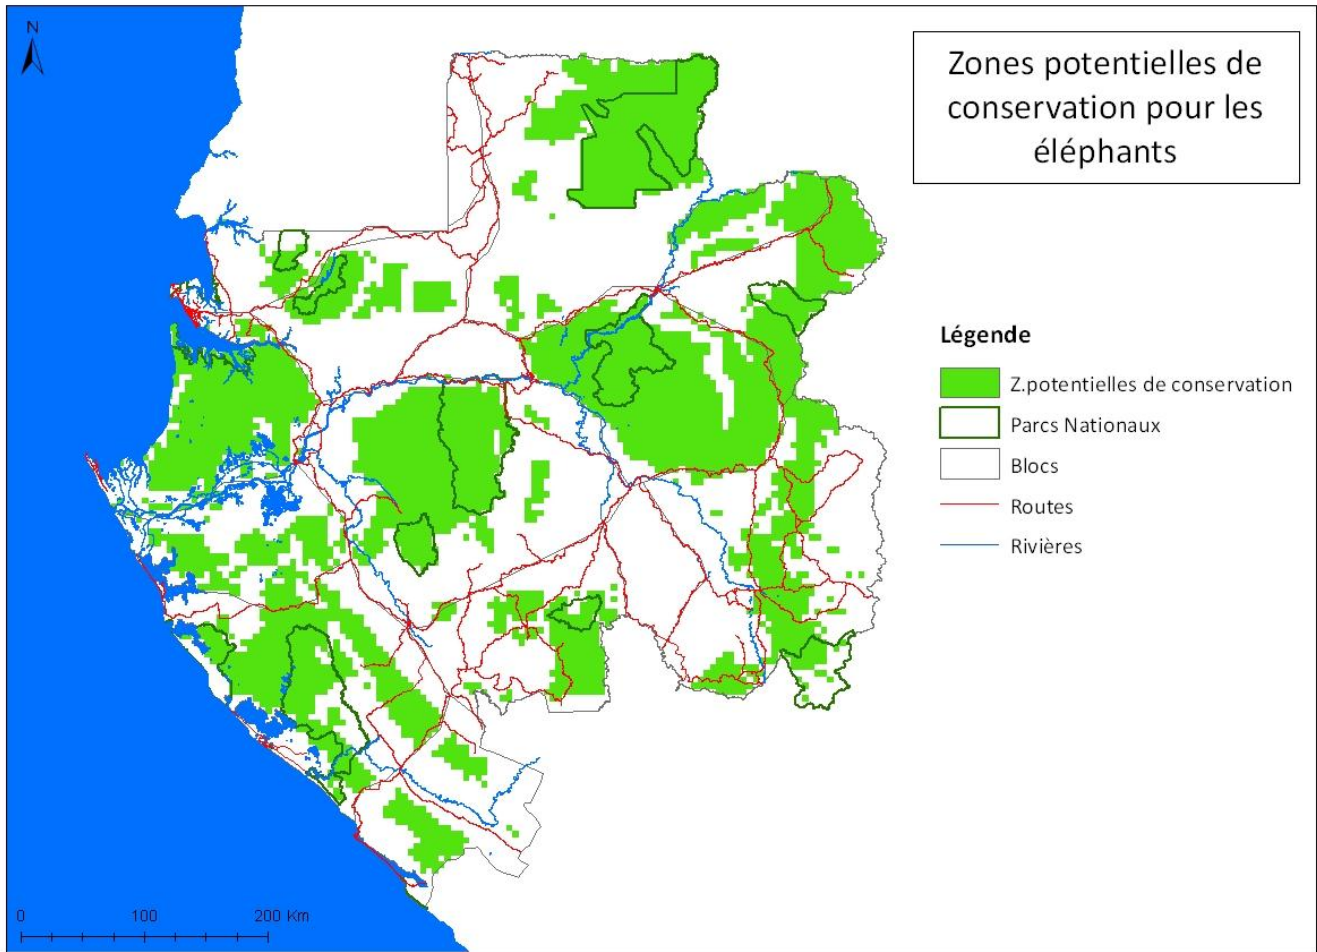 N
Zones potentielles de
conservation pour les
éléphants
Légende
Z.potentielles de conservation
Parcs Nationaux
Blocs
Routes
Rivières
0 100 200 Km